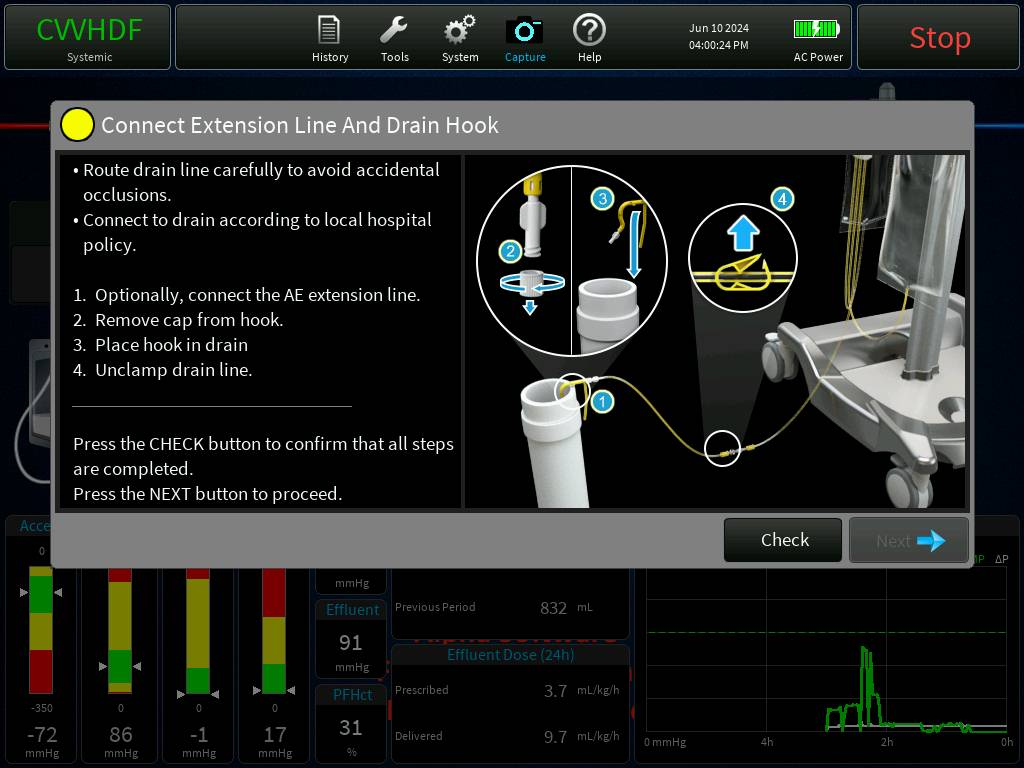 CVVHDF
Systemic
History
Tools
System
Capture
Help
Jun 10 2024
04:00:24 PM
AC Power
Stop
Connect Extension Line And Drain Hook
• Route drain line carefully to avoid accidental
occlusions.
• Connect to drain according to local hospital
policy.
1. Optionally, connect the AE extension line.
2. Remove cap from hook.
3. Place hook in drain
4. Unclamp drain line.
Press the CHECK button to confirm that all steps
are completed.
Press the NEXT button to proceed.
2
3
4
1
Check
Next
0
-350
-72
mmHg
0
86
mmHg
0
-1
mmHg
0
17
mmHg
mmHg
Effluent
91
mmHg
PFHct
31
%
Previous Period 832 mL
Effluent Dose (24h)
Prescribed 3.7 mL/kg/h
Delivered 9.7 mL/kg/h
ΔP
0 mmHg 4h 2h 0h